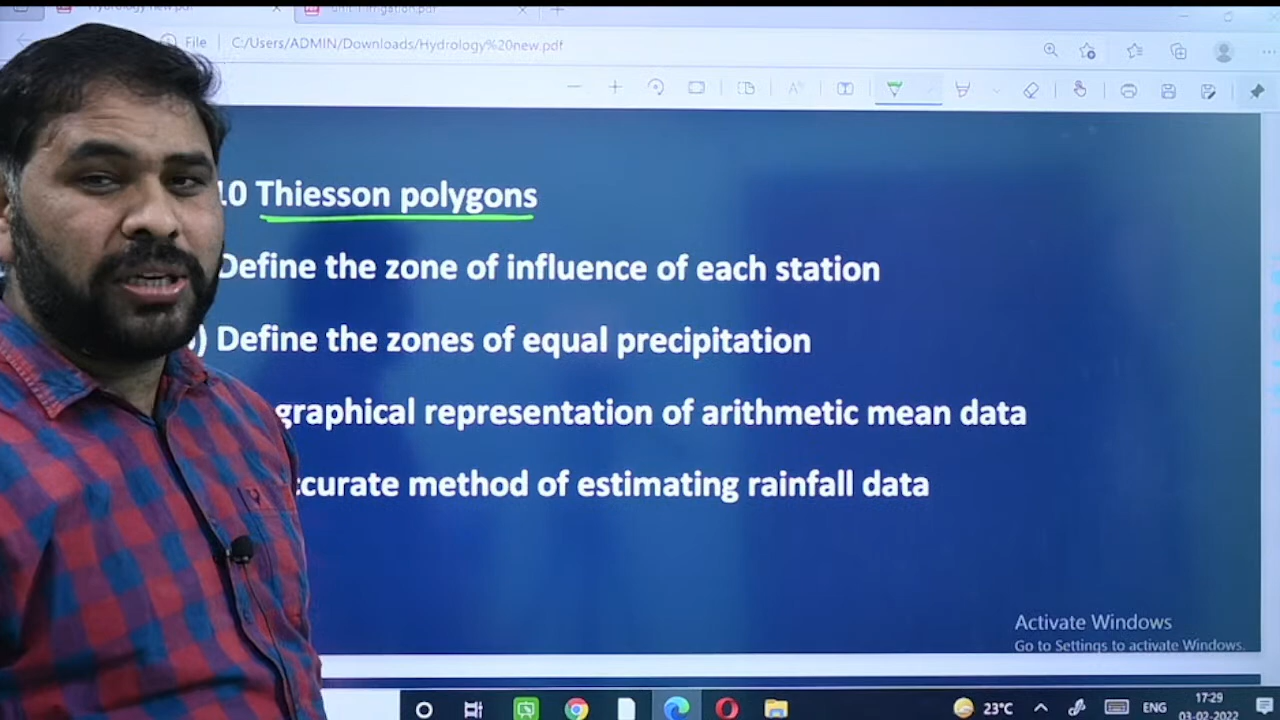 File C:/Users/ADMIN/Downloads/Hydrology%20new.pdf
10 Thiesson polygons
Define the zone of influence of each station
) Define the zones of equal precipitation
graphical representation of arithmetic mean data
ccurate method of estimating rainfall data
Activate Windows
Go to Settings to activate Windows.
23°C ENG 17:29
03-02-2022